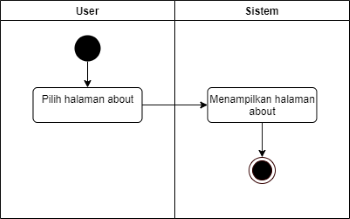 User
Sistem
Pilih halaman about
Menampilkan halaman
about